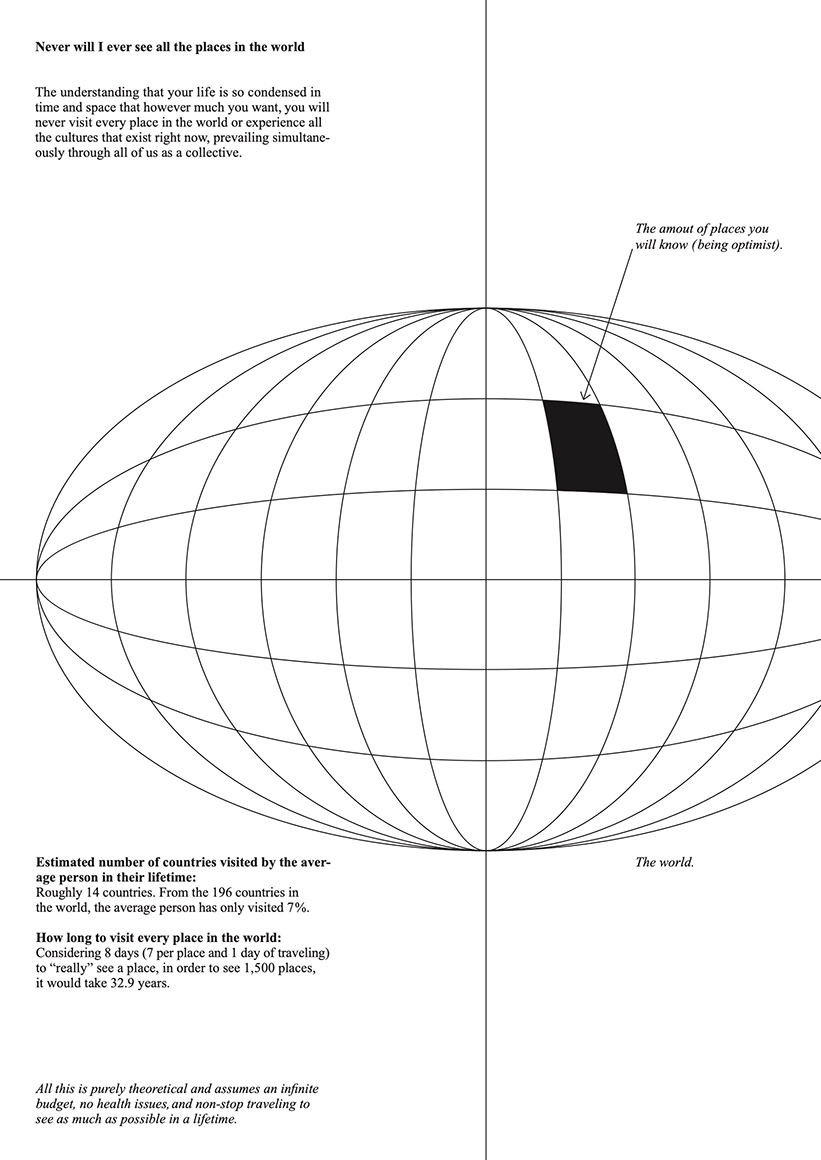 Never will I ever see all the places in the world
The understanding that your life is so condensed in
time and space that however much you want, you will
never visit every place in the world or experience all
the cultures that exist right now, prevailing simultane-
ously through all of us as a collective.
The amout of places you
will know (being optimist).
Estimated number of countries visited by the aver-
age person in their lifetime:
Roughly 14 countries. From the 196 countries in
the world, the average person has only visited 7%.
How long to visit every place in the world:
Considering 8 days (7 per place and 1 day of traveling)
to “really” see a place, in order to see 1,500 places,
it would take 32.9 years.
The world.
All this is purely theoretical and assumes an infinite
budget, no health issues, and non-stop traveling to
see as much as possible in a lifetime.